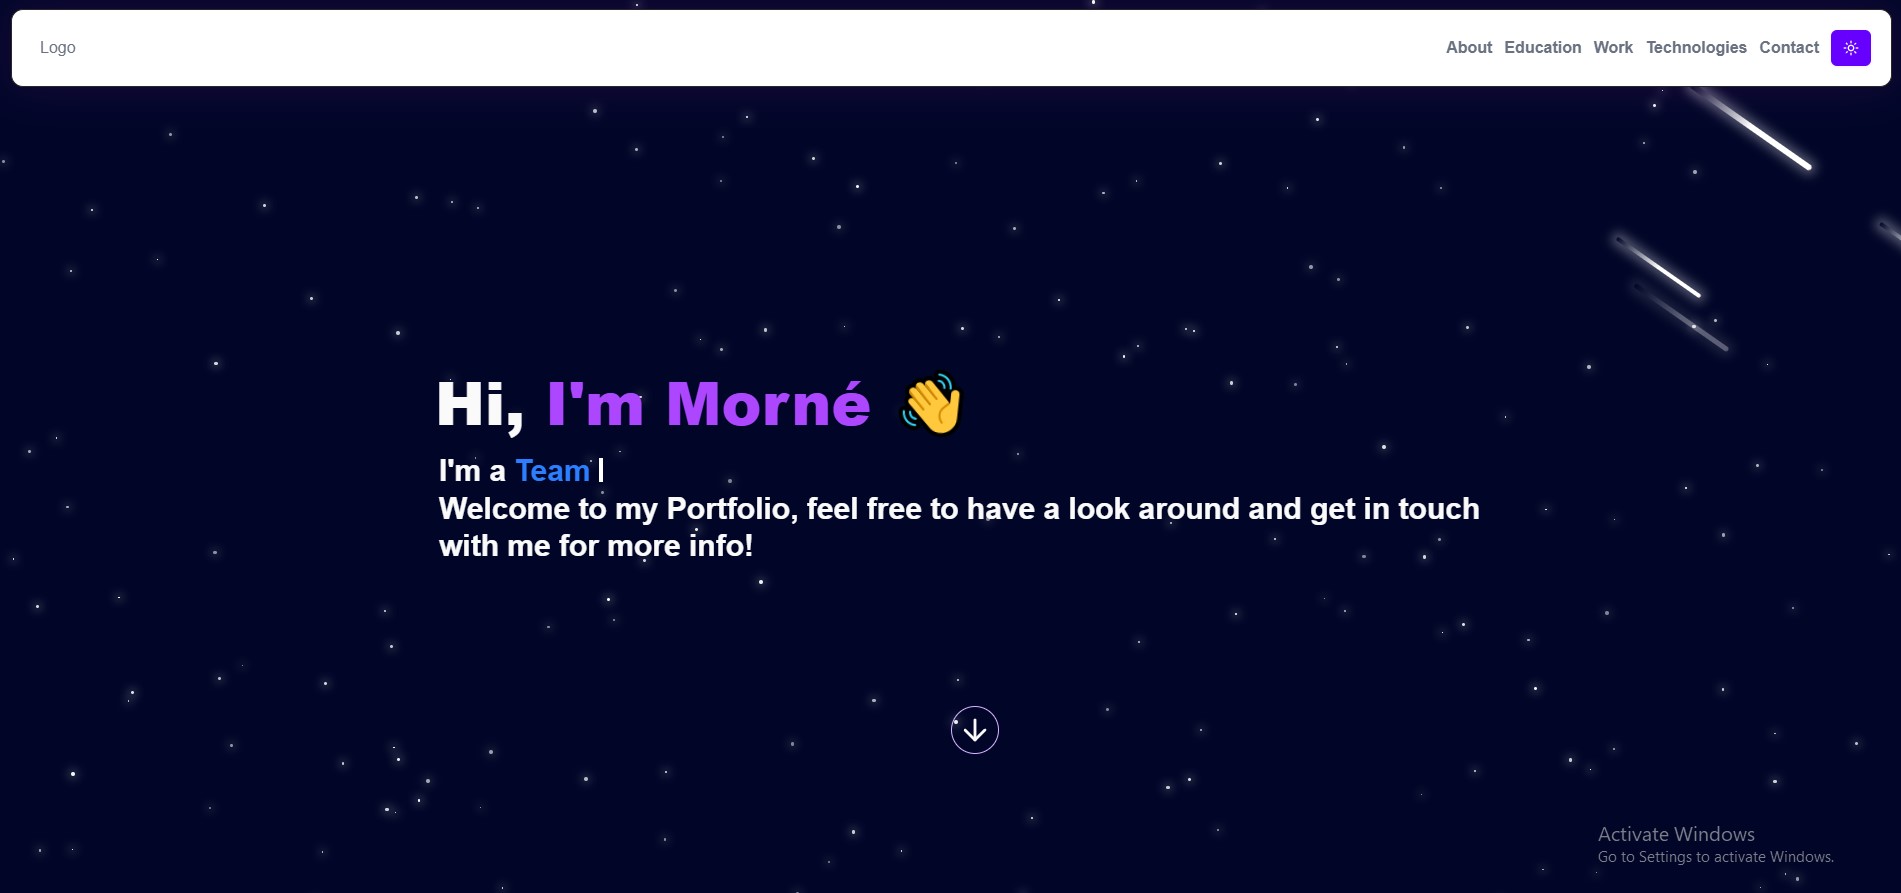 Logo
About Education Work Technologies Contact
Hi, I'm Morné 👋
I'm a Team |
Welcome to my Portfolio, feel free to have a look around and get in touch
with me for more info!
Activate Windows
Go to Settings to activate Windows.